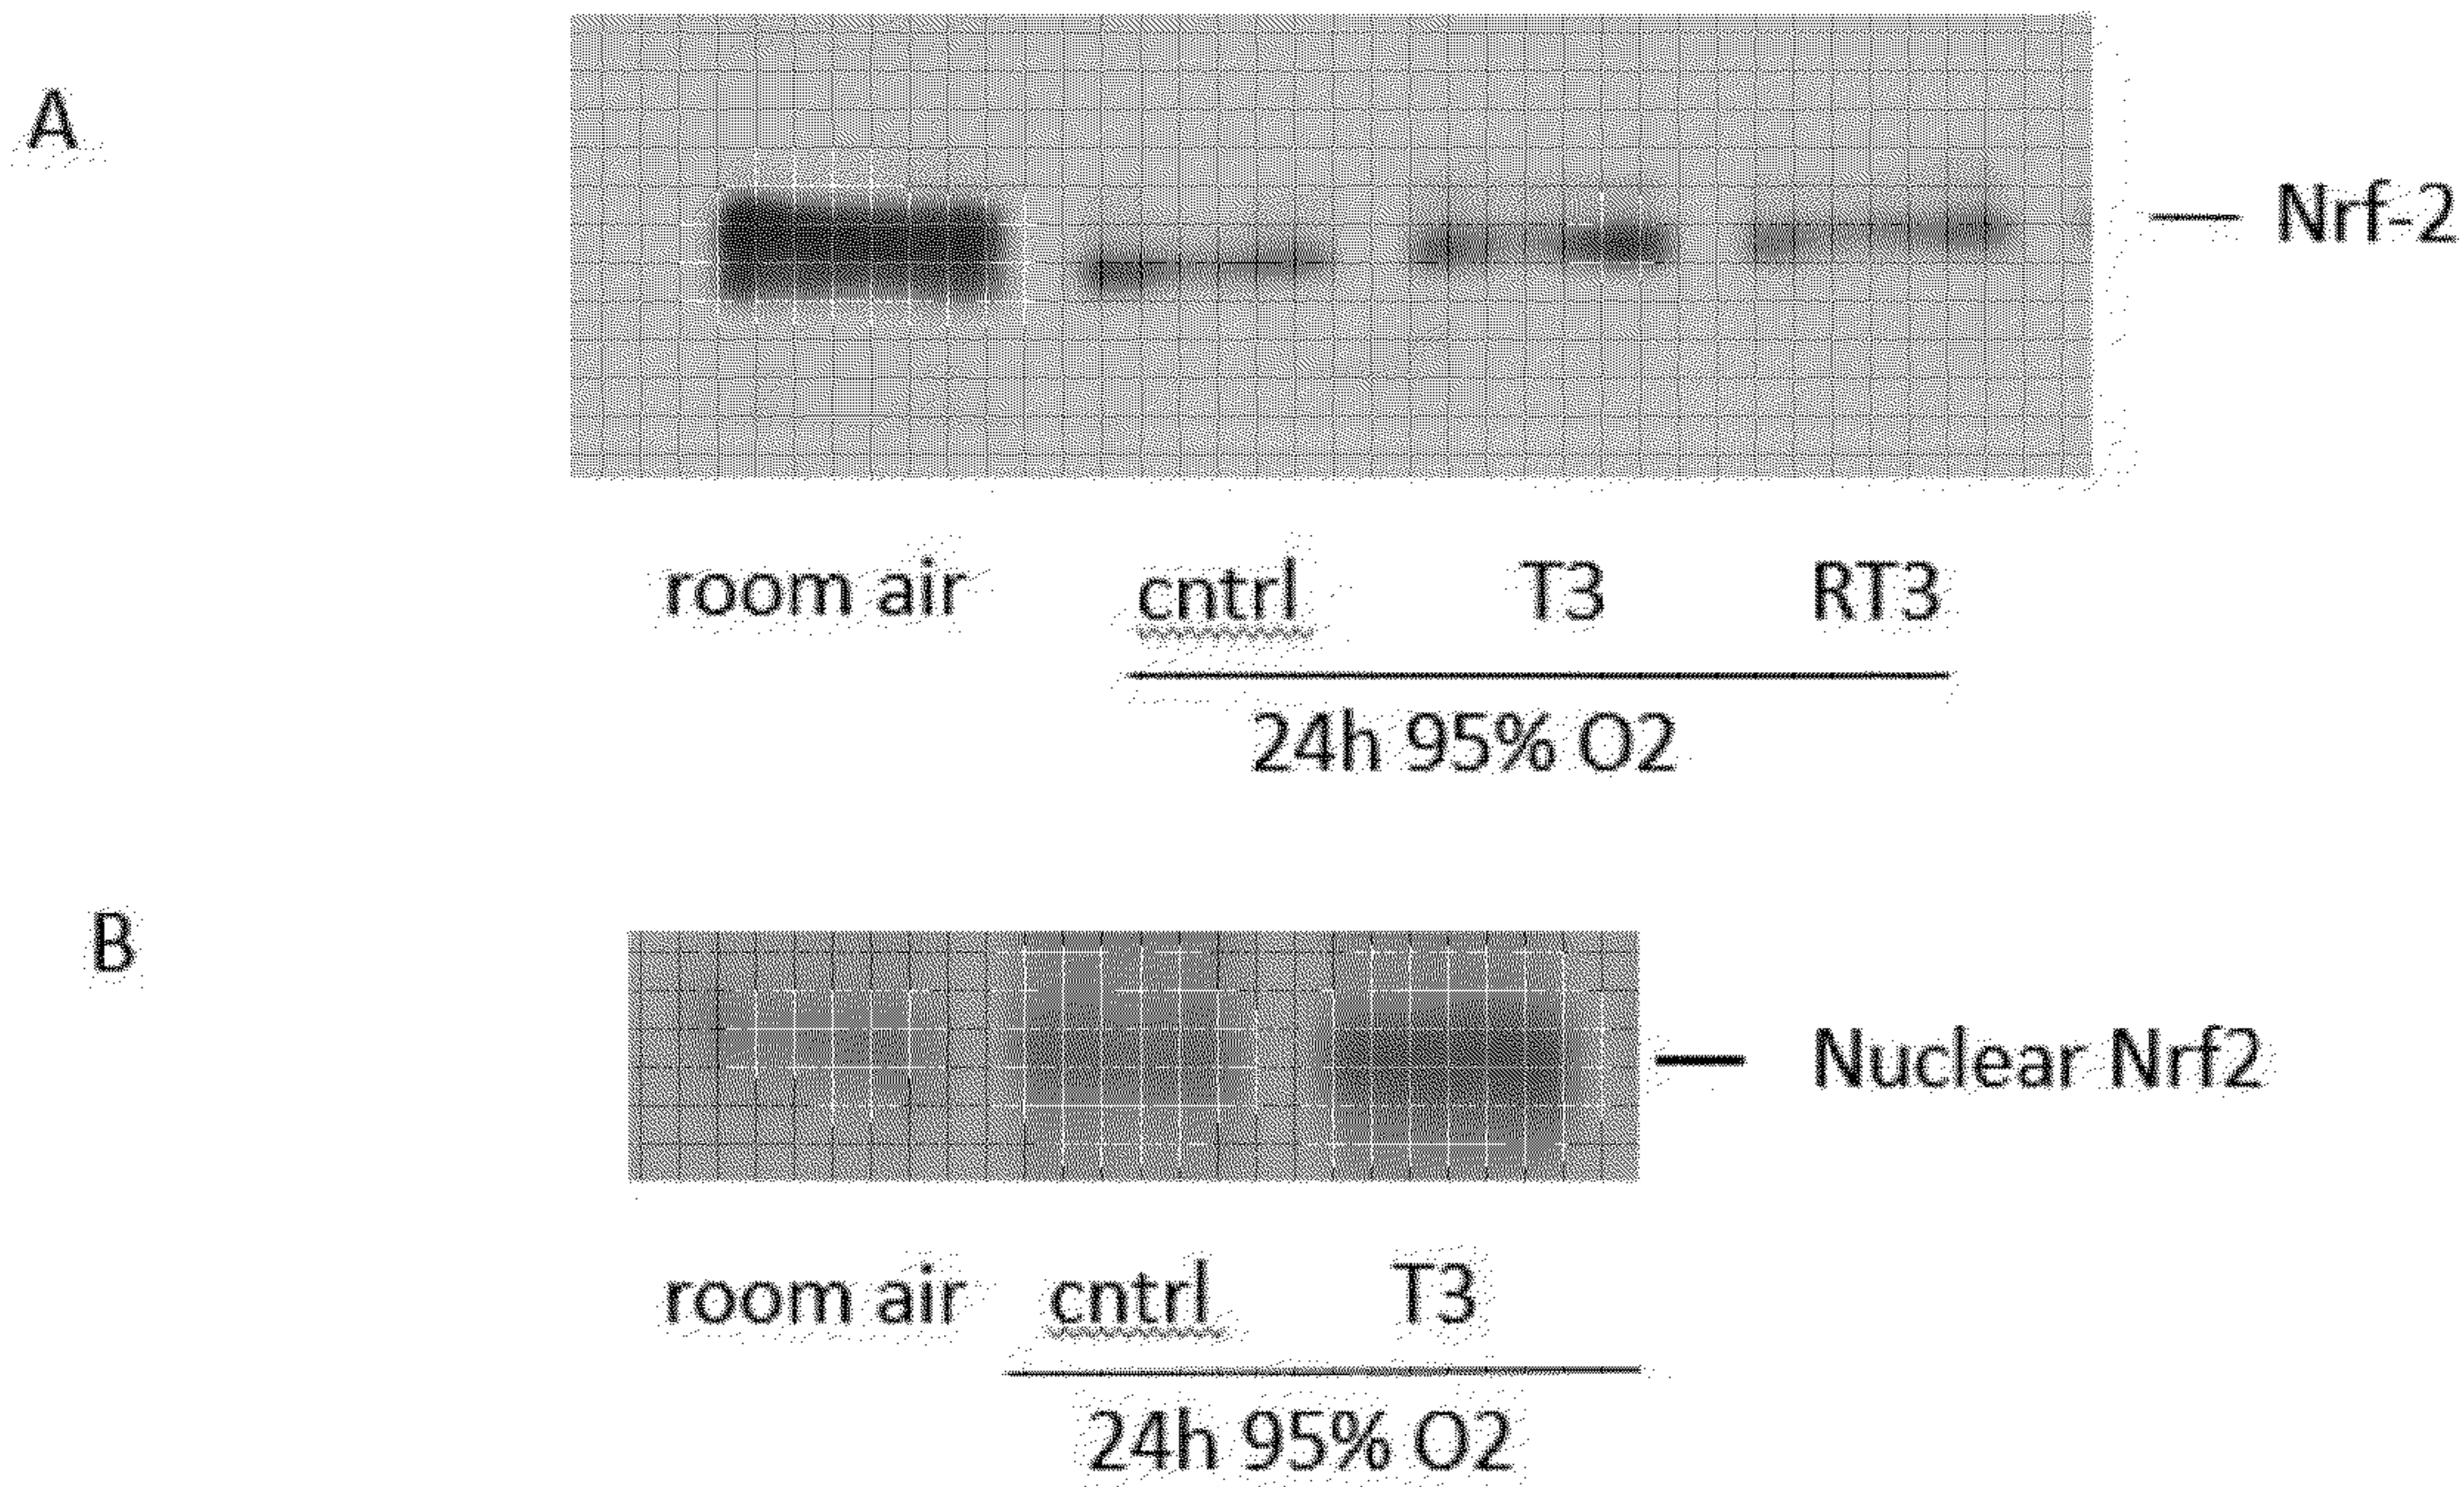 A
Nrf-2
room air cntrl T3 RT3
24h 95% O2
B
Nuclear Nrf2
room air cntrl T3
24h 95% O2